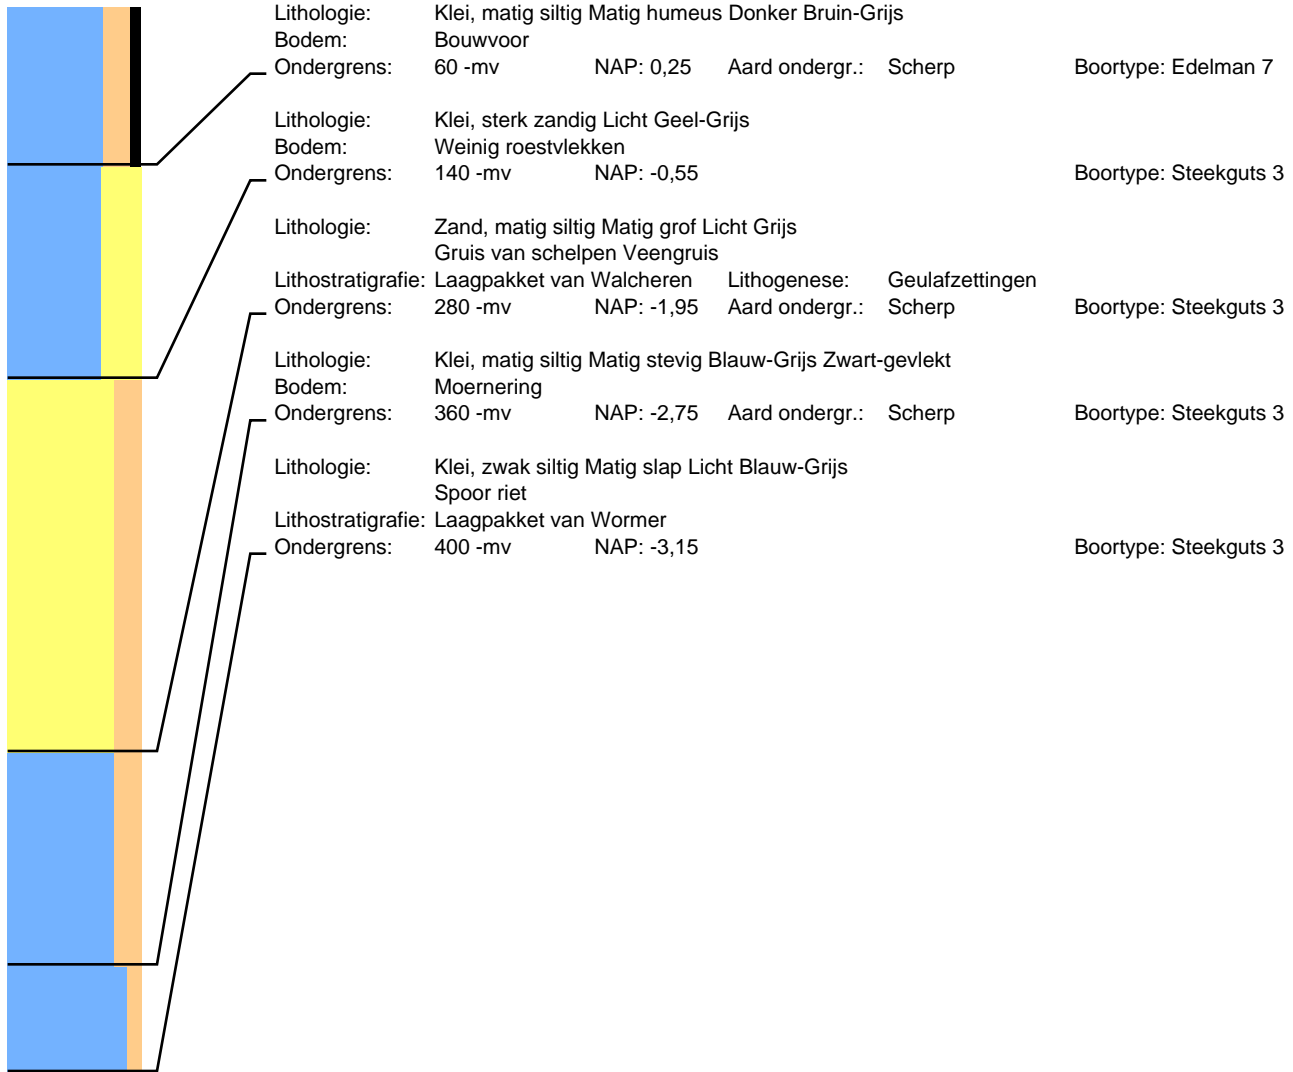 Lithologie: Klei, matig siltig Matig humeus Donker Bruin-Grijs
Bodem: Bouwvoor
Ondergrens: 60 -mv NAP: 0,25 Aard ondergr.: Scherp Boortype: Edelman 7
Lithologie: Klei, sterk zandig Licht Geel-Grijs
Bodem: Weinig roestvlekken
Ondergrens: 140 -mv NAP: -0,55 Boortype: Steekguts 3
Lithologie: Zand, matig siltig Matig grof Licht Grijs
Gruis van schelpen Veengruis
Lithostratigrafie: Laagpakket van Walcheren Lithogenese: Geulafzettingen
Ondergrens: 280 -mv NAP: -1,95 Aard ondergr.: Scherp Boortype: Steekguts 3
Lithologie: Klei, matig siltig Matig stevig Blauw-Grijs Zwart-gevlekt
Bodem: Moernering
Ondergrens: 360 -mv NAP: -2,75 Aard ondergr.: Scherp Boortype: Steekguts 3
Lithologie: Klei, zwak siltig Matig slap Licht Blauw-Grijs
Spoor riet
Lithostratigrafie: Laagpakket van Wormer
Ondergrens: 400 -mv NAP: -3,15 Boortype: Steekguts 3